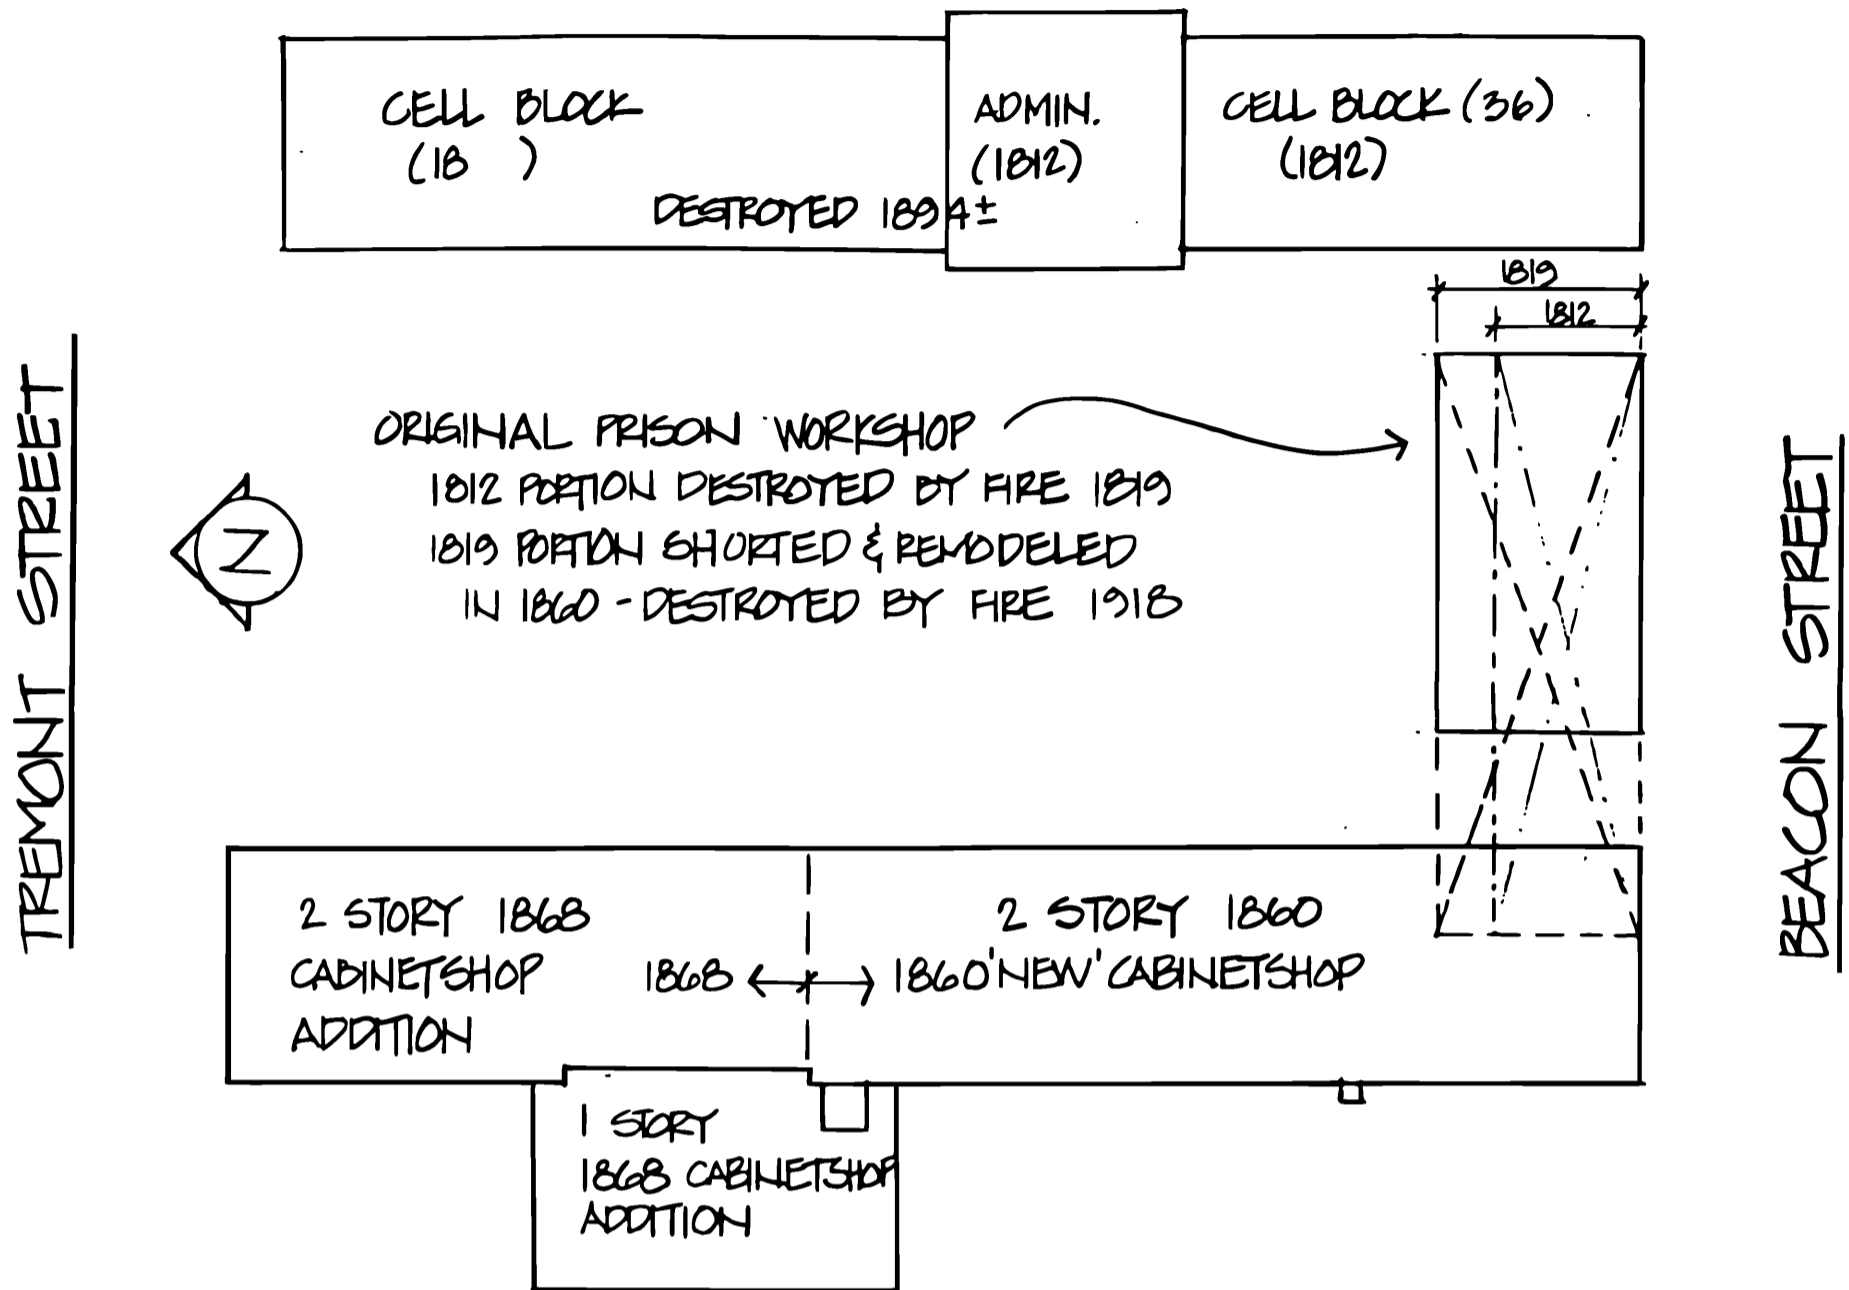 CELL BLOCK
(18 )
DESTROYED 1894±
ADMIN.
(1812)
CELL BLOCK (36)
(1812)
1819
1812
TREMONT STREET
N
ORIGINAL PRISON WORKSHOP
1812 PORTION DESTROYED BY FIRE 1819
1819 PORTION SHORTED & REMODELED
IN 1860 - DESTROYED BY FIRE 1918
BEACON STREET
2 STORY 1868
CABINETSHOP
ADDITION
1868
2 STORY 1860
1860 'NEW' CABINETSHOP
1 STORY
1868 CABINETSHOP
ADDITION